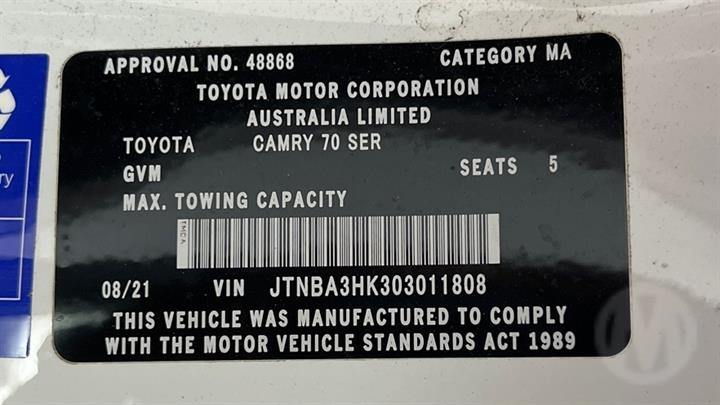 APPROVAL NO. 48868 CATEGORY MA
TOYOTA MOTOR CORPORATION
AUSTRALIA LIMITED
TOYOTA CAMRY 70 SER
GVM SEATS 5
MAX. TOWING CAPACITY
1MCA
08/21 VIN JTNBA3HK303011808
THIS VEHICLE WAS MANUFACTURED TO COMPLY
WITH THE MOTOR VEHICLE STANDARDS ACT 1989
M